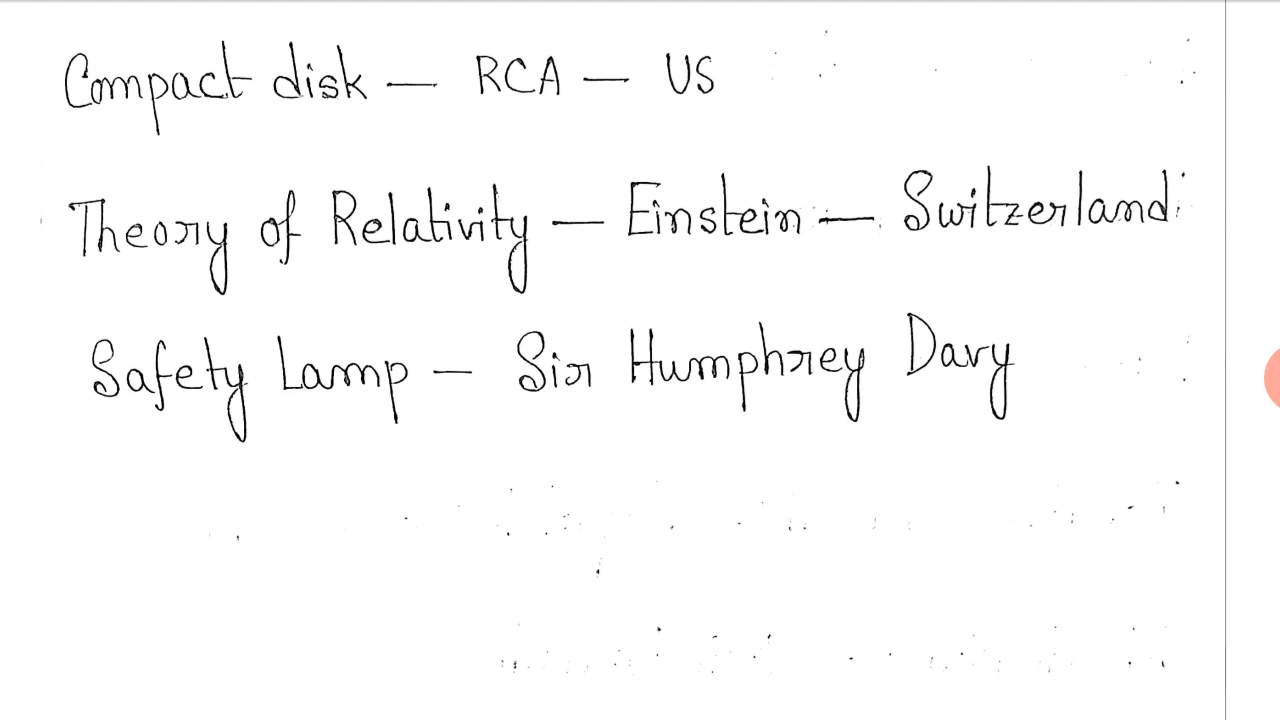 Compact disk — RCA — US
Theory of Relativity — Einstein — Switzerland
Safety Lamp — Sir Humphrey Davy